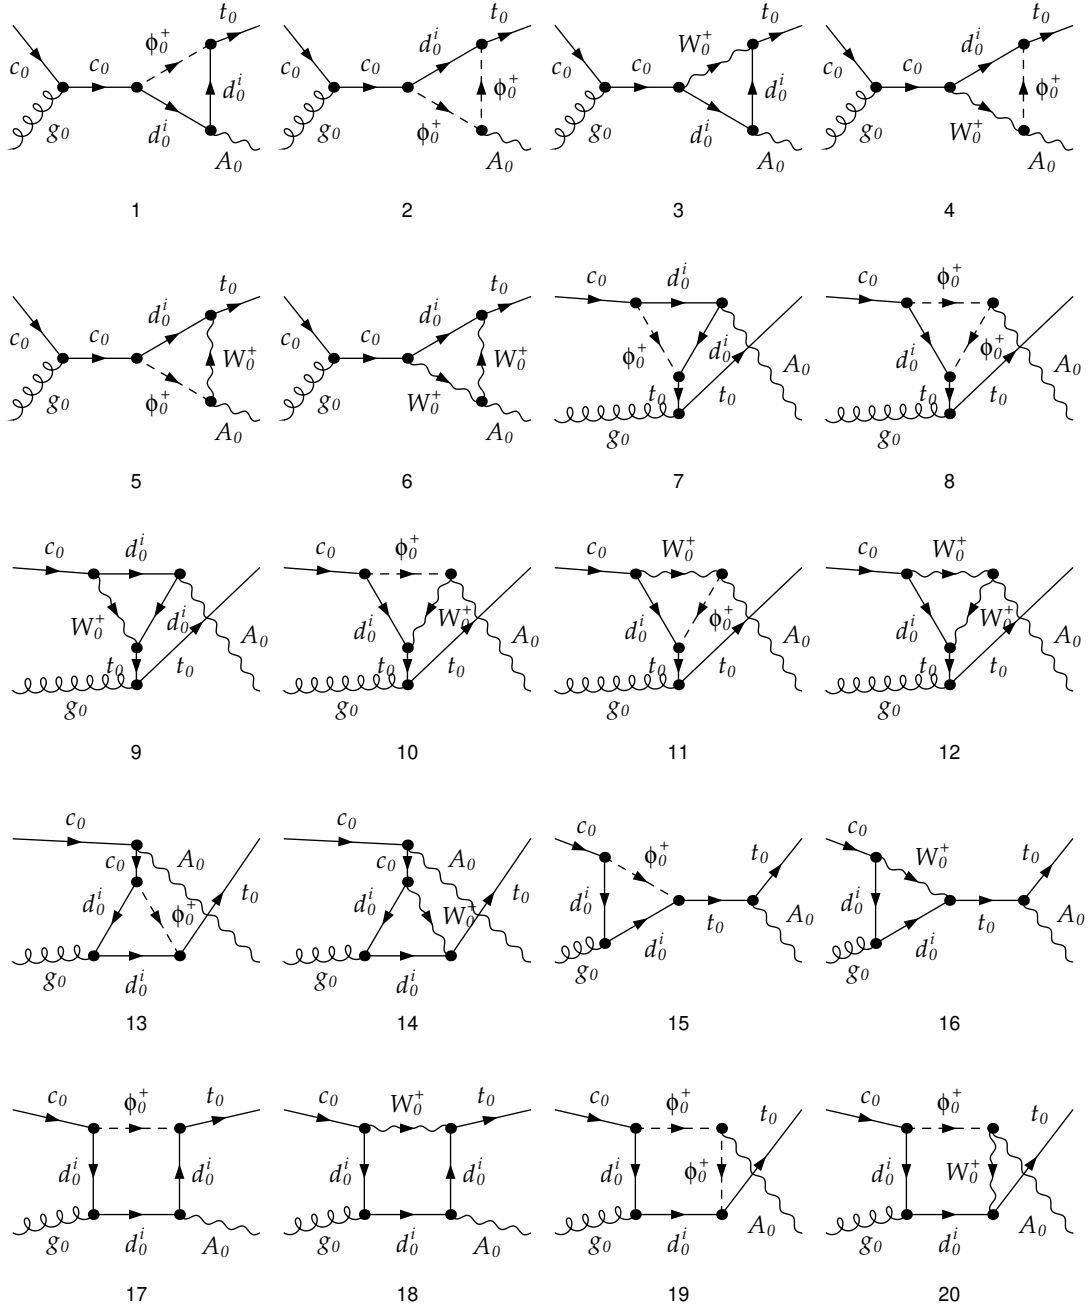 t₀ t₀ t₀ t₀
ϕ₀⁺ d₀ⁱ W₀⁺ d₀ⁱ
c₀ c₀ d₀ⁱ c₀ c₀ ϕ₀⁺ c₀ c₀ d₀ⁱ c₀ c₀ ϕ₀⁺
g₀ d₀ⁱ A₀ g₀ ϕ₀⁺ A₀ g₀ d₀ⁱ A₀ g₀ W₀⁺ A₀
1 2 3 4
t₀ t₀ c₀ d₀ⁱ c₀ ϕ₀⁺
d₀ⁱ d₀ⁱ
c₀ c₀ W₀⁺ c₀ c₀ W₀⁺ ϕ₀⁺ d₀ⁱ A₀ d₀ⁱ ϕ₀⁺ A₀
g₀ ϕ₀⁺ A₀ g₀ W₀⁺ A₀ g₀ t₀ t₀ g₀ t₀ t₀
5 6 7 8
c₀ d₀ⁱ c₀ ϕ₀⁺ c₀ W₀⁺ c₀ W₀⁺
W₀⁺ d₀ⁱ A₀ d₀ⁱ W₀⁺ A₀ d₀ⁱ ϕ₀⁺ A₀ d₀ⁱ W₀⁺ A₀
g₀ t₀ t₀ g₀ t₀ t₀ g₀ t₀ t₀ g₀ t₀ t₀
9 10 11 12
c₀ c₀ A₀ t₀ c₀ c₀ A₀ t₀ c₀ ϕ₀⁺ t₀ c₀ W₀⁺ t₀
d₀ⁱ ϕ₀⁺ d₀ⁱ W₀⁺ d₀ⁱ t₀ A₀ d₀ⁱ t₀ A₀
g₀ d₀ⁱ g₀ d₀ⁱ g₀ d₀ⁱ g₀ d₀ⁱ
13 14 15 16
c₀ ϕ₀⁺ t₀ c₀ W₀⁺ t₀ c₀ ϕ₀⁺ t₀ c₀ ϕ₀⁺ t₀
d₀ⁱ d₀ⁱ d₀ⁱ d₀ⁱ d₀ⁱ ϕ₀⁺ d₀ⁱ W₀⁺
g₀ d₀ⁱ A₀ g₀ d₀ⁱ A₀ g₀ d₀ⁱ A₀ g₀ d₀ⁱ A₀
17 18 19 20